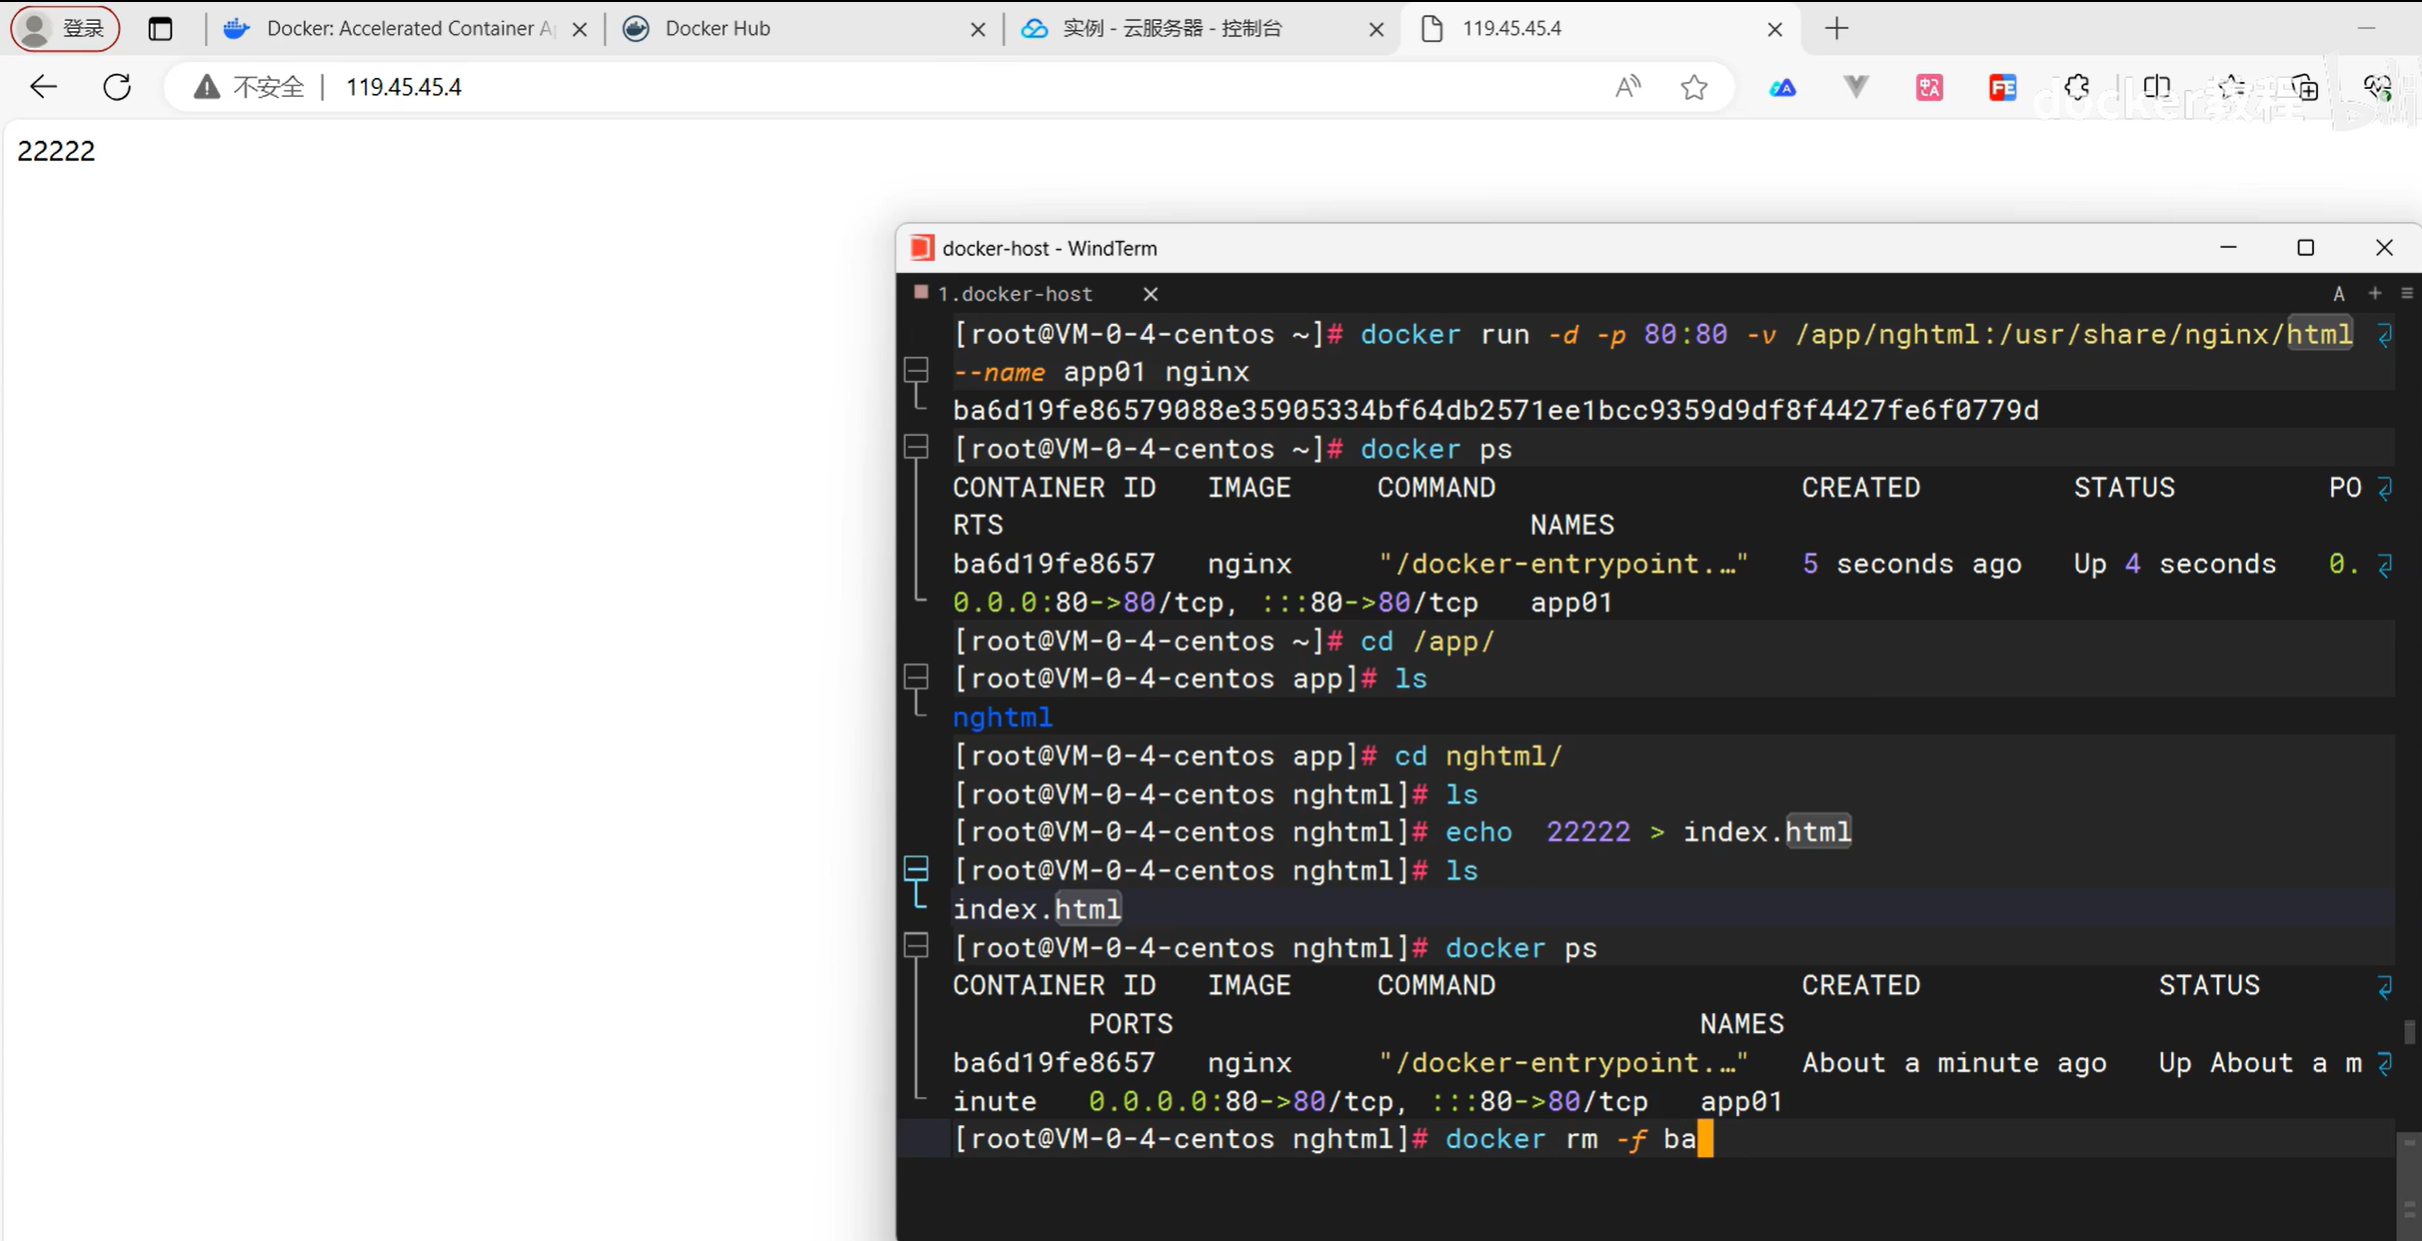 登录
Docker: Accelerated Container A
Docker Hub
实例 - 云服务器 - 控制台
119.45.45.4
不安全 | 119.45.45.4
docker教程
22222
docker-host - WindTerm
1.docker-host
A
[root@VM-0-4-centos ~]# docker run -d -p 80:80 -v /app/nghtml:/usr/share/nginx/html
--name app01 nginx
ba6d19fe86579088e35905334bf64db2571ee1bcc9359d9df8f4427fe6f0779d
[root@VM-0-4-centos ~]# docker ps
CONTAINER ID   IMAGE     COMMAND                  CREATED         STATUS         PO
RTS                               NAMES
ba6d19fe8657   nginx     "/docker-entrypoint.…"   5 seconds ago   Up 4 seconds   0.
0.0.0:80->80/tcp, :::80->80/tcp   app01
[root@VM-0-4-centos ~]# cd /app/
[root@VM-0-4-centos app]# ls
nghtml
[root@VM-0-4-centos app]# cd nghtml/
[root@VM-0-4-centos nghtml]# ls
[root@VM-0-4-centos nghtml]# echo  22222 > index.html
[root@VM-0-4-centos nghtml]# ls
index.html
[root@VM-0-4-centos nghtml]# docker ps
CONTAINER ID   IMAGE     COMMAND                  CREATED              STATUS
        PORTS                               NAMES
ba6d19fe8657   nginx     "/docker-entrypoint.…"   About a minute ago   Up About a m
inute   0.0.0.0:80->80/tcp, :::80->80/tcp   app01
[root@VM-0-4-centos nghtml]# docker rm -f ba